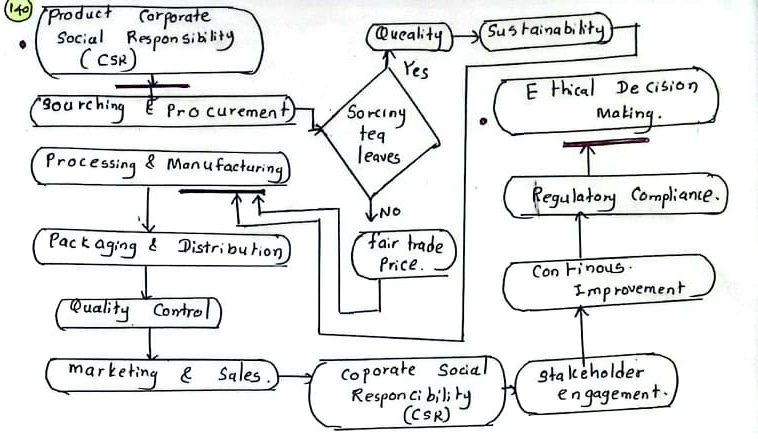 140
Product Corporate
Social Responsibility
(CSR)
Sourching & Procurement
Sorciny
tea
leaves
Yes
Queality
Sustainability
NO
fair trade
Price.
Processing & Manufacturing
Packaging & Distribution
Quality Control
marketing & Sales.
Coporate Social
Responcibility
(CSR)
Stakeholder
engagement.
Continous.
Improvement
Regulatory Compliance.
Ethical Decision
Making.